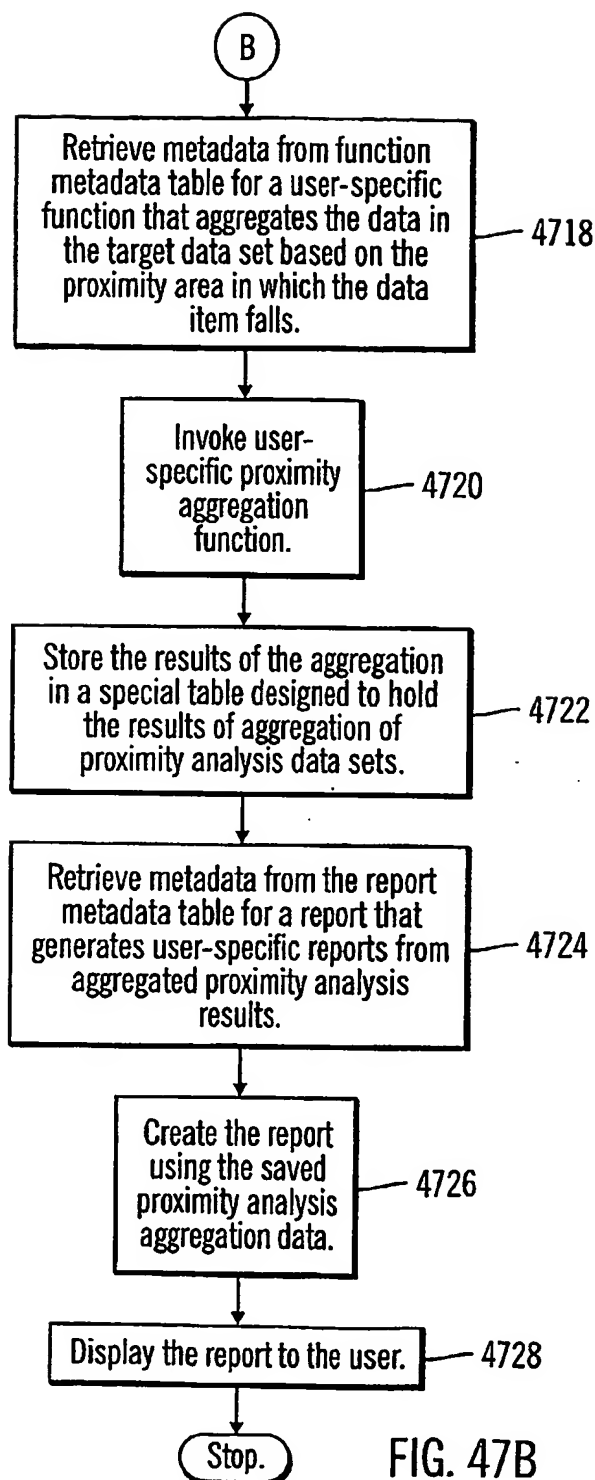 B
Retrieve metadata from function
metadata table for a user-specific
function that aggregates the data in
the target data set based on the
proximity area in which the data
item falls.
4718
Invoke user-
specific proximity
aggregation
function.
4720
Store the results of the aggregation
in a special table designed to hold
the results of aggregation of
proximity analysis data sets.
4722
Retrieve metadata from the report
metadata table for a report that
generates user-specific reports from
aggregated proximity analysis
results.
4724
Create the report
using the saved
proximity analysis
aggregation data.
4726
Display the report to the user.
4728
Stop.
FIG. 47B